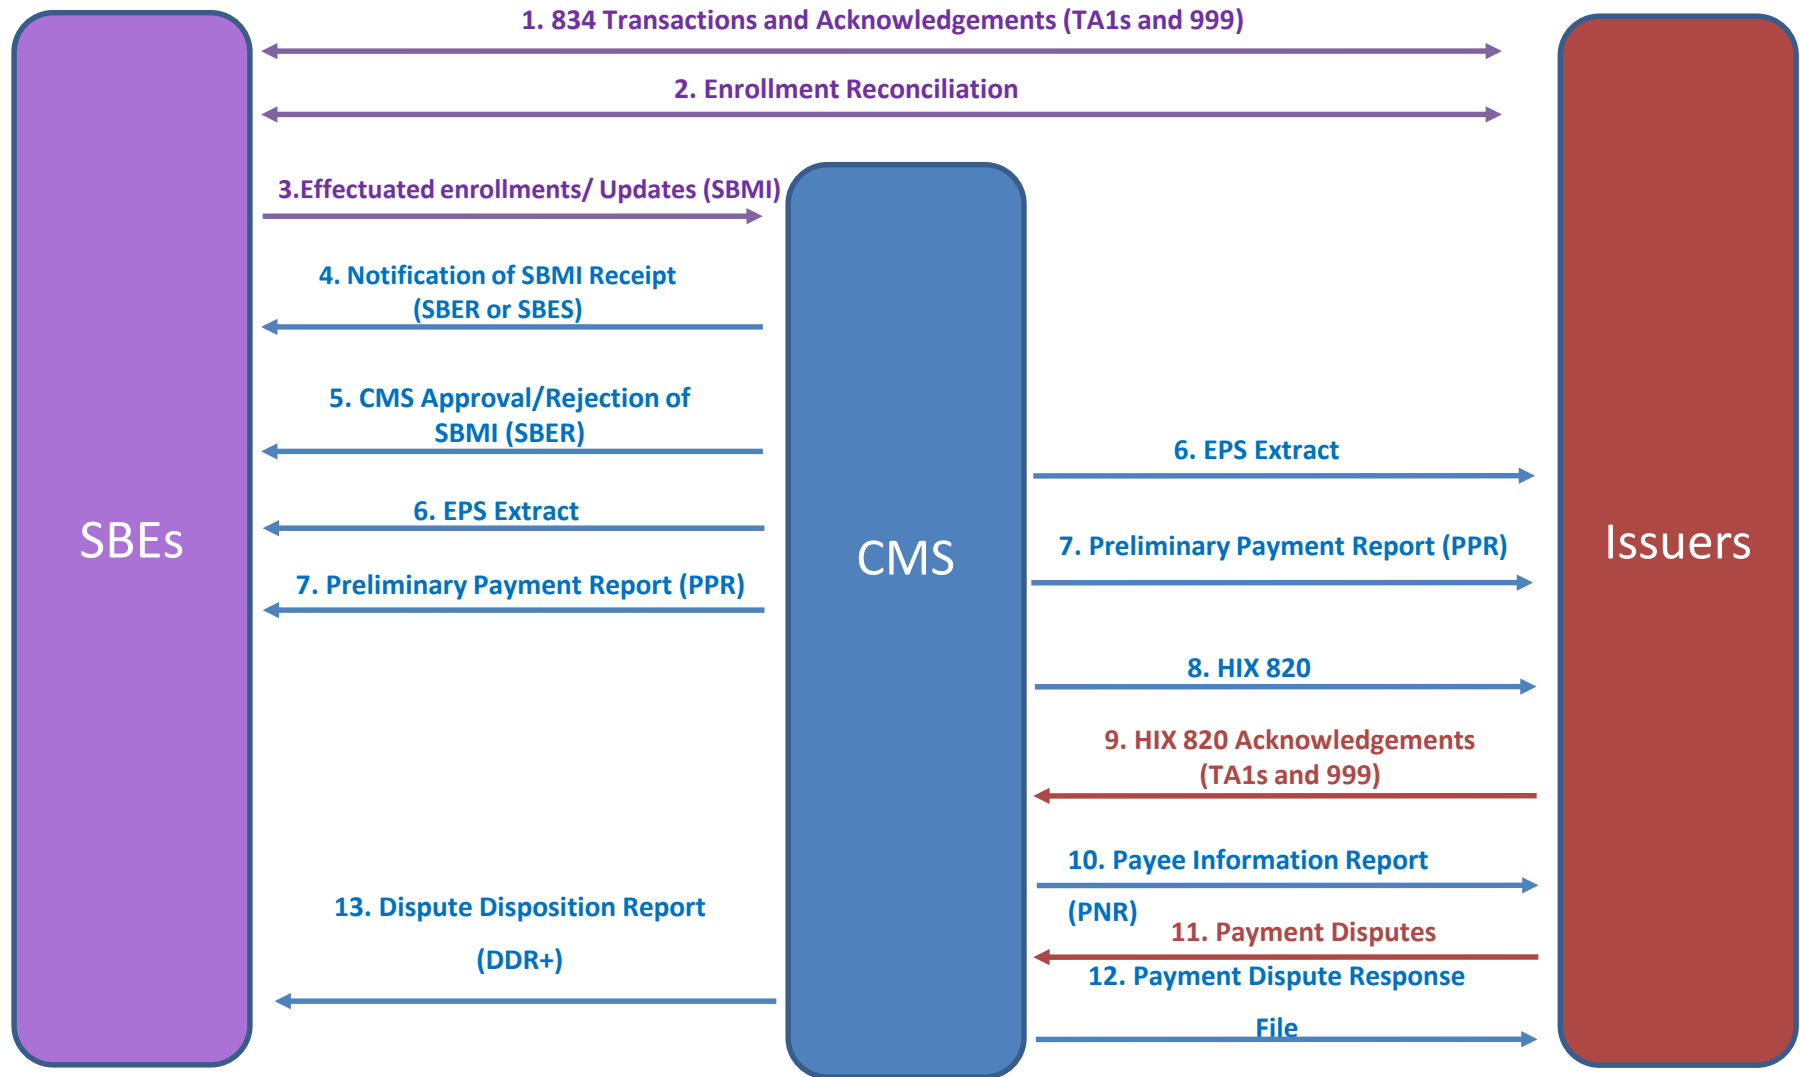 1. 834 Transactions and Acknowledgements (TA1s and 999)
2. Enrollment Reconciliation
3.Effectuated enrollments/ Updates (SBMI)
4. Notification of SBMI Receipt
(SBER or SBES)
5. CMS Approval/Rejection of
SBMI (SBER)
6. EPS Extract
6. EPS Extract
SBEs
CMS
Issuers
7. Preliminary Payment Report (PPR)
7. Preliminary Payment Report (PPR)
8. HIX 820
9. HIX 820 Acknowledgements
(TA1s and 999)
10. Payee Information Report
(PNR)
11. Payment Disputes
12. Payment Dispute Response
File
13. Dispute Disposition Report
(DDR+)